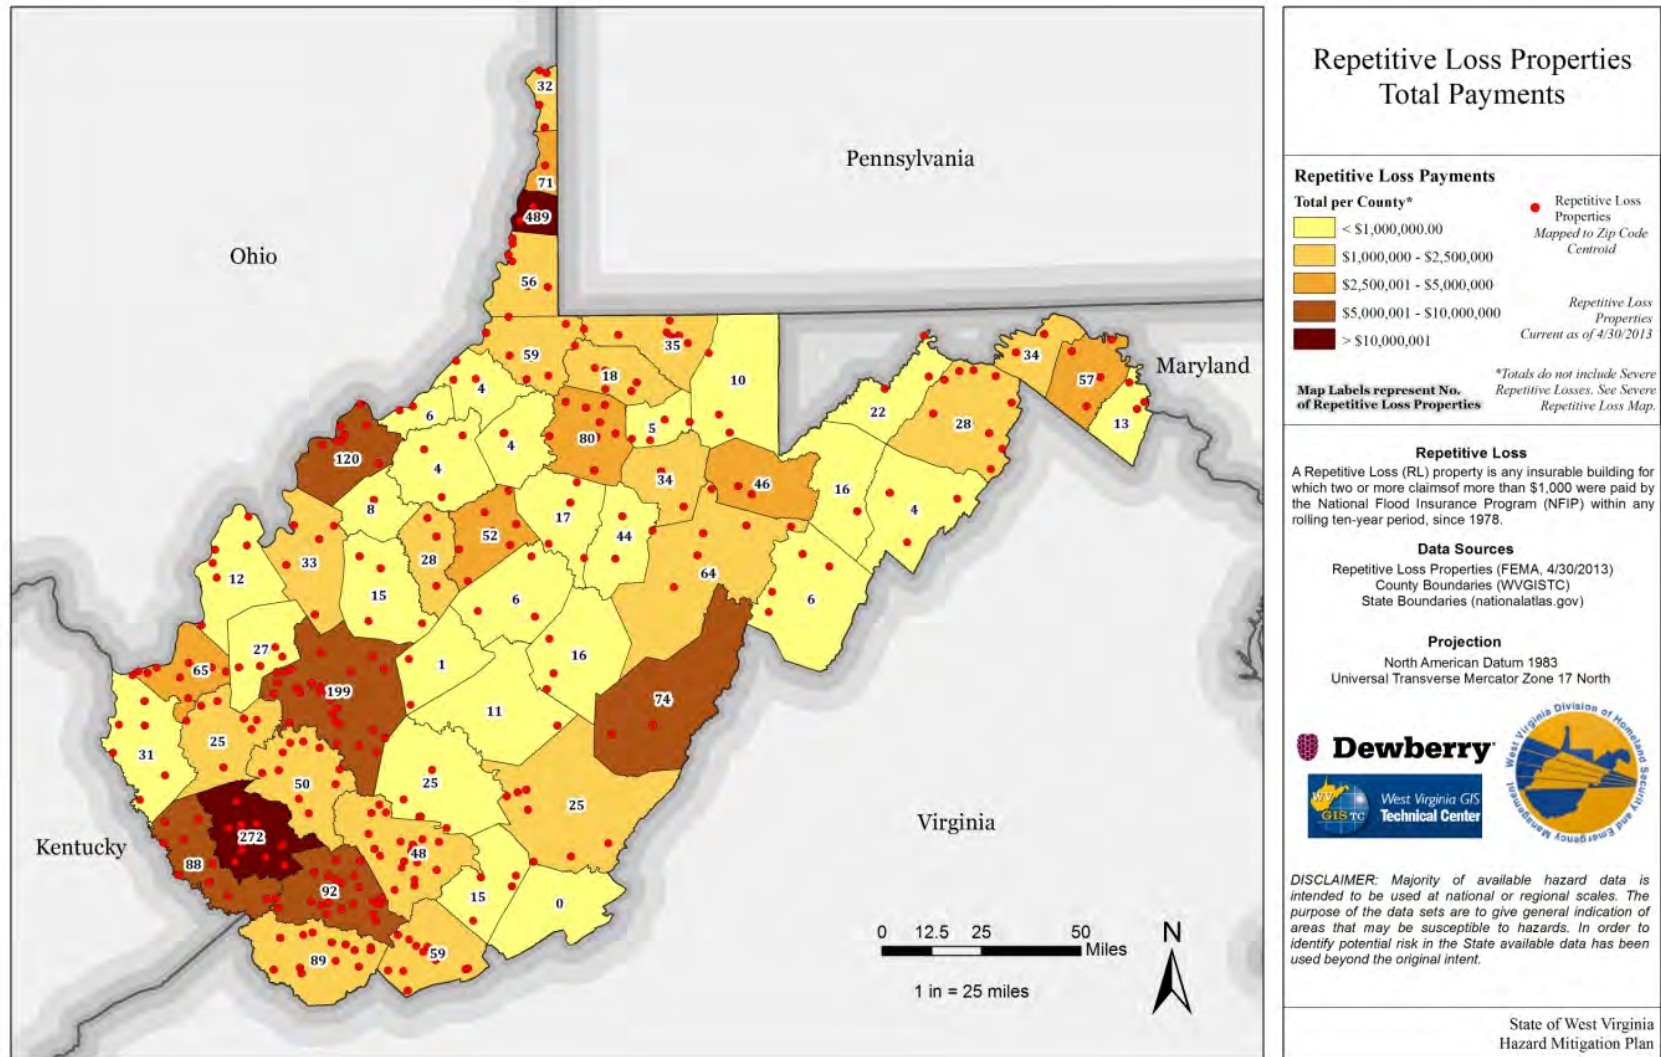 32
71
489
Pennsylvania
Ohio
56
59
35
10
18
4
6
5
80
4
4
120
8
34
Maryland
34
57
13
22
28
46
16
4
17
44
52
28
33
12
15
64
6
6
27
65
1
16
199
11
74
31
25
50
25
25
Virginia
Kentucky
272
88
92
48
15
0
89
59
0 12.5 25 50
Miles
1 in = 25 miles
N
Repetitive Loss Properties
Total Payments
Repetitive Loss Payments
Total per County*
< $1,000,000.00
$1,000,000 - $2,500,000
$2,500,001 - $5,000,000
$5,000,001 - $10,000,000
> $10,000,001
Repetitive Loss
Properties
Mapped to Zip Code
Centroid
Repetitive Loss
Properties
Current as of 4/30/2013
Map Labels represent No.
of Repetitive Loss Properties
*Totals do not include Severe
Repetitive Losses. See Severe
Repetitive Loss Map.
Repetitive Loss
A Repetitive Loss (RL) property is any insurable building for
which two or more claimsof more than $1,000 were paid by
the National Flood Insurance Program (NFIP) within any
rolling ten-year period, since 1978.
Data Sources
Repetitive Loss Properties (FEMA, 4/30/2013)
County Boundaries (WVGISTC)
State Boundaries (nationalatlas.gov)
Projection
North American Datum 1983
Universal Transverse Mercator Zone 17 North
Dewberry
WV
GIS TC
West Virginia GIS
Technical Center
West Virginia Division of Homeland Security and Emergency Management
DISCLAIMER: Majority of available hazard data is
intended to be used at national or regional scales. The
purpose of the data sets are to give general indication of
areas that may be susceptible to hazards. In order to
identify potential risk in the State available data has been
used beyond the original intent.
State of West Virginia
Hazard Mitigation Plan